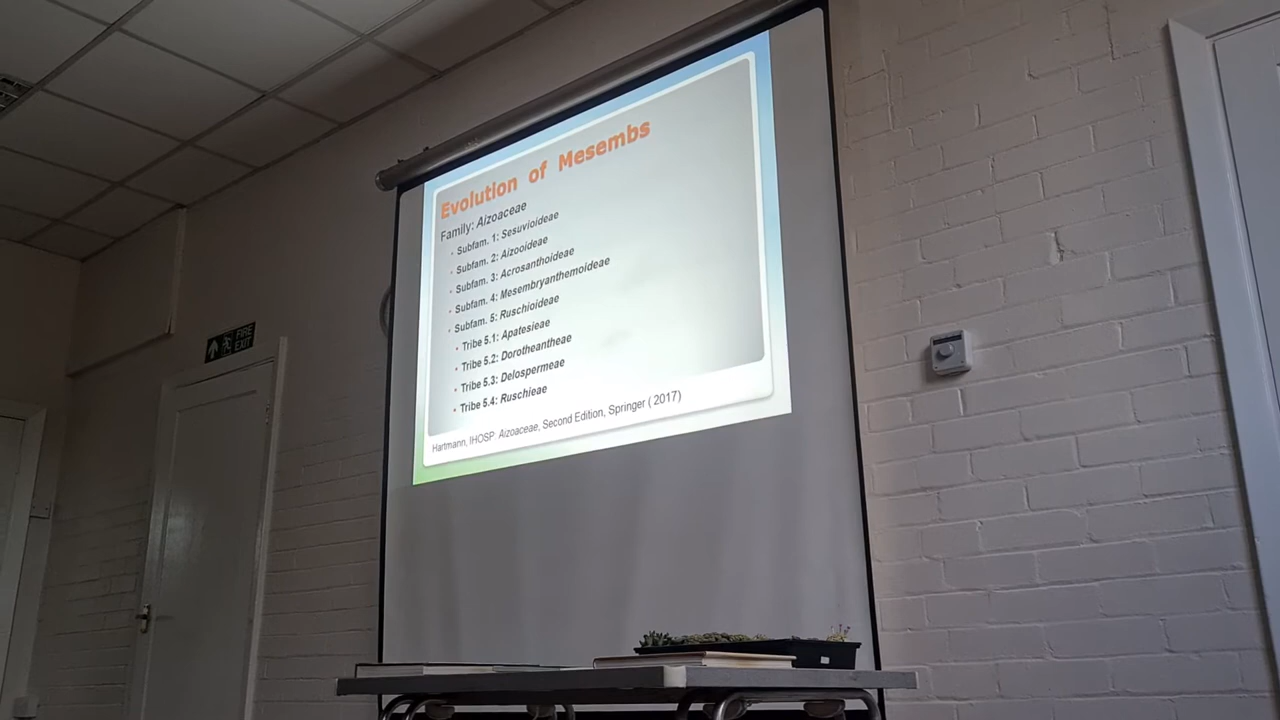 Evolution of Mesembs
Family: Aizoaceae
Subfam. 1: Sesuvioideae
Subfam. 2: Aizooideae
Subfam. 3: Acrosanthoideae
Subfam. 4: Mesembryanthemoideae
Subfam. 5: Ruschioideae
Tribe 5.1: Apatesieae
Tribe 5.2: Dorotheantheae
Tribe 5.3: Delospermeae
Tribe 5.4: Ruschieae
Hartmann, IHOSP: Aizoaceae, Second Edition, Springer ( 2017)
FIRE
EXIT